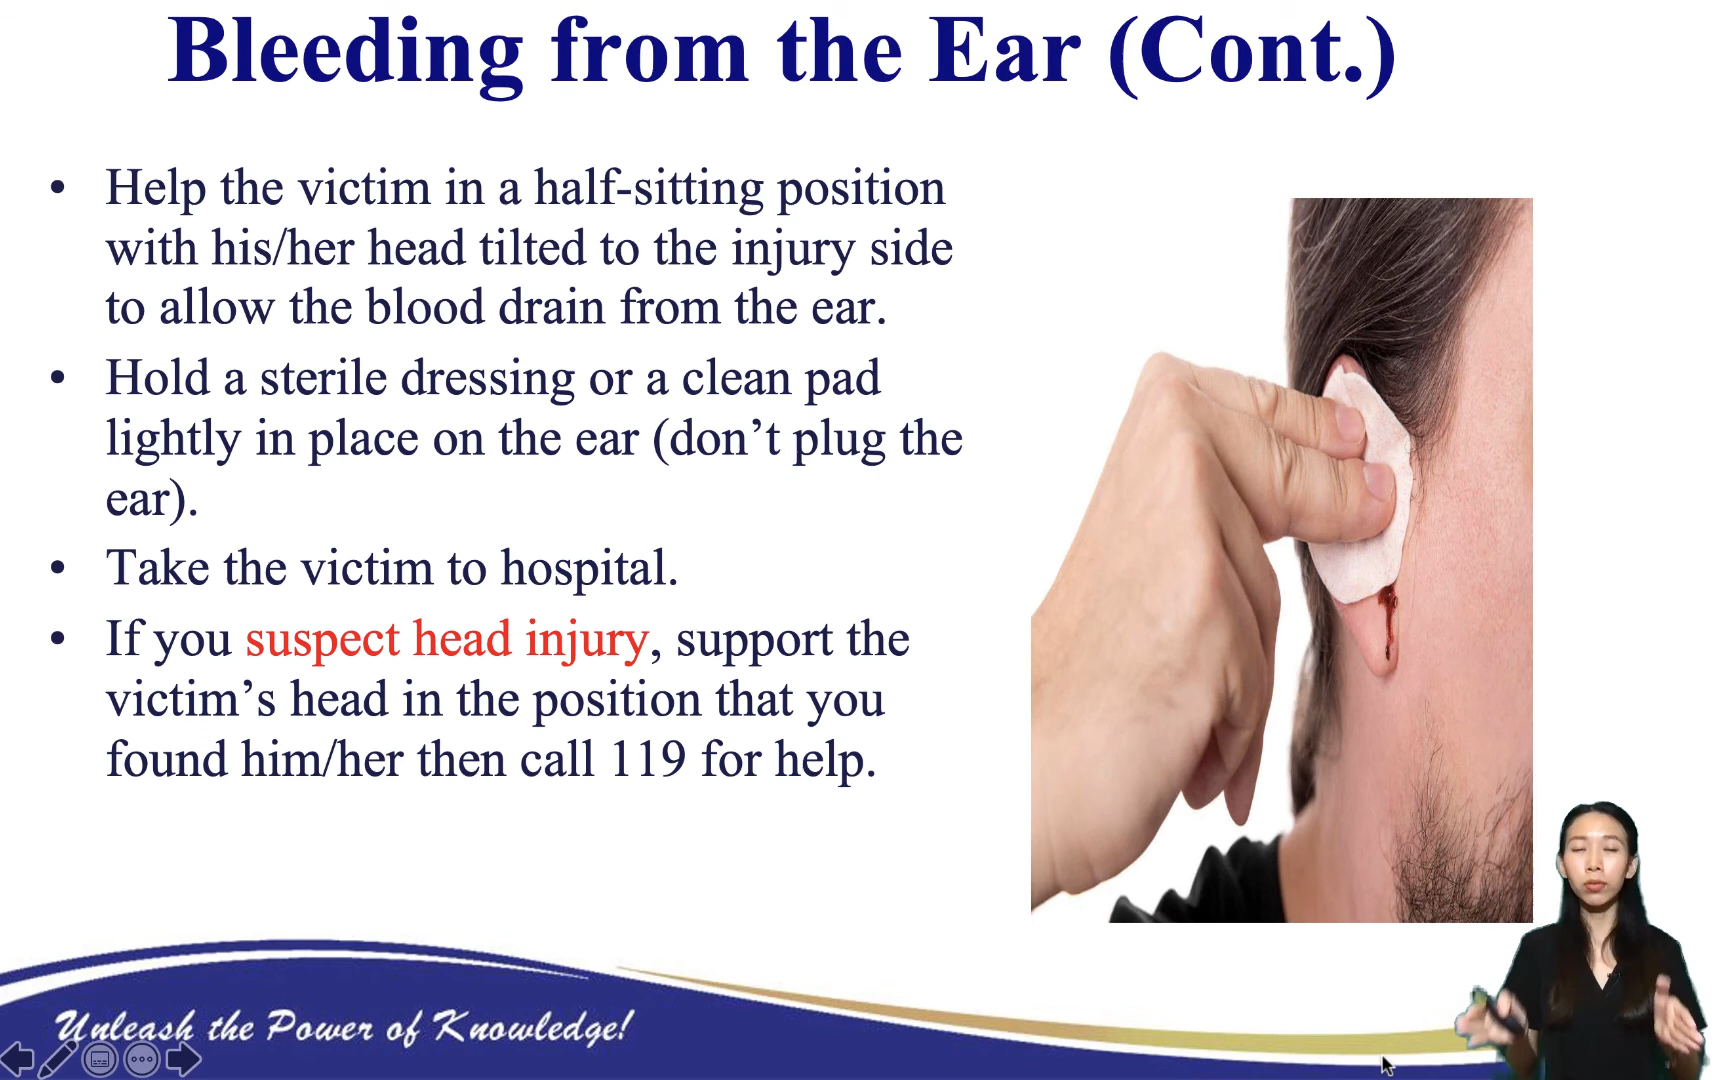 Bleeding from the Ear (Cont.)
• Help the victim in a half-sitting position
with his/her head tilted to the injury side
to allow the blood drain from the ear.
• Hold a sterile dressing or a clean pad
lightly in place on the ear (don’t plug the
ear).
• Take the victim to hospital.
• If you suspect head injury, support the
victim’s head in the position that you
found him/her then call 119 for help.
Unleash the Power of Knowledge!